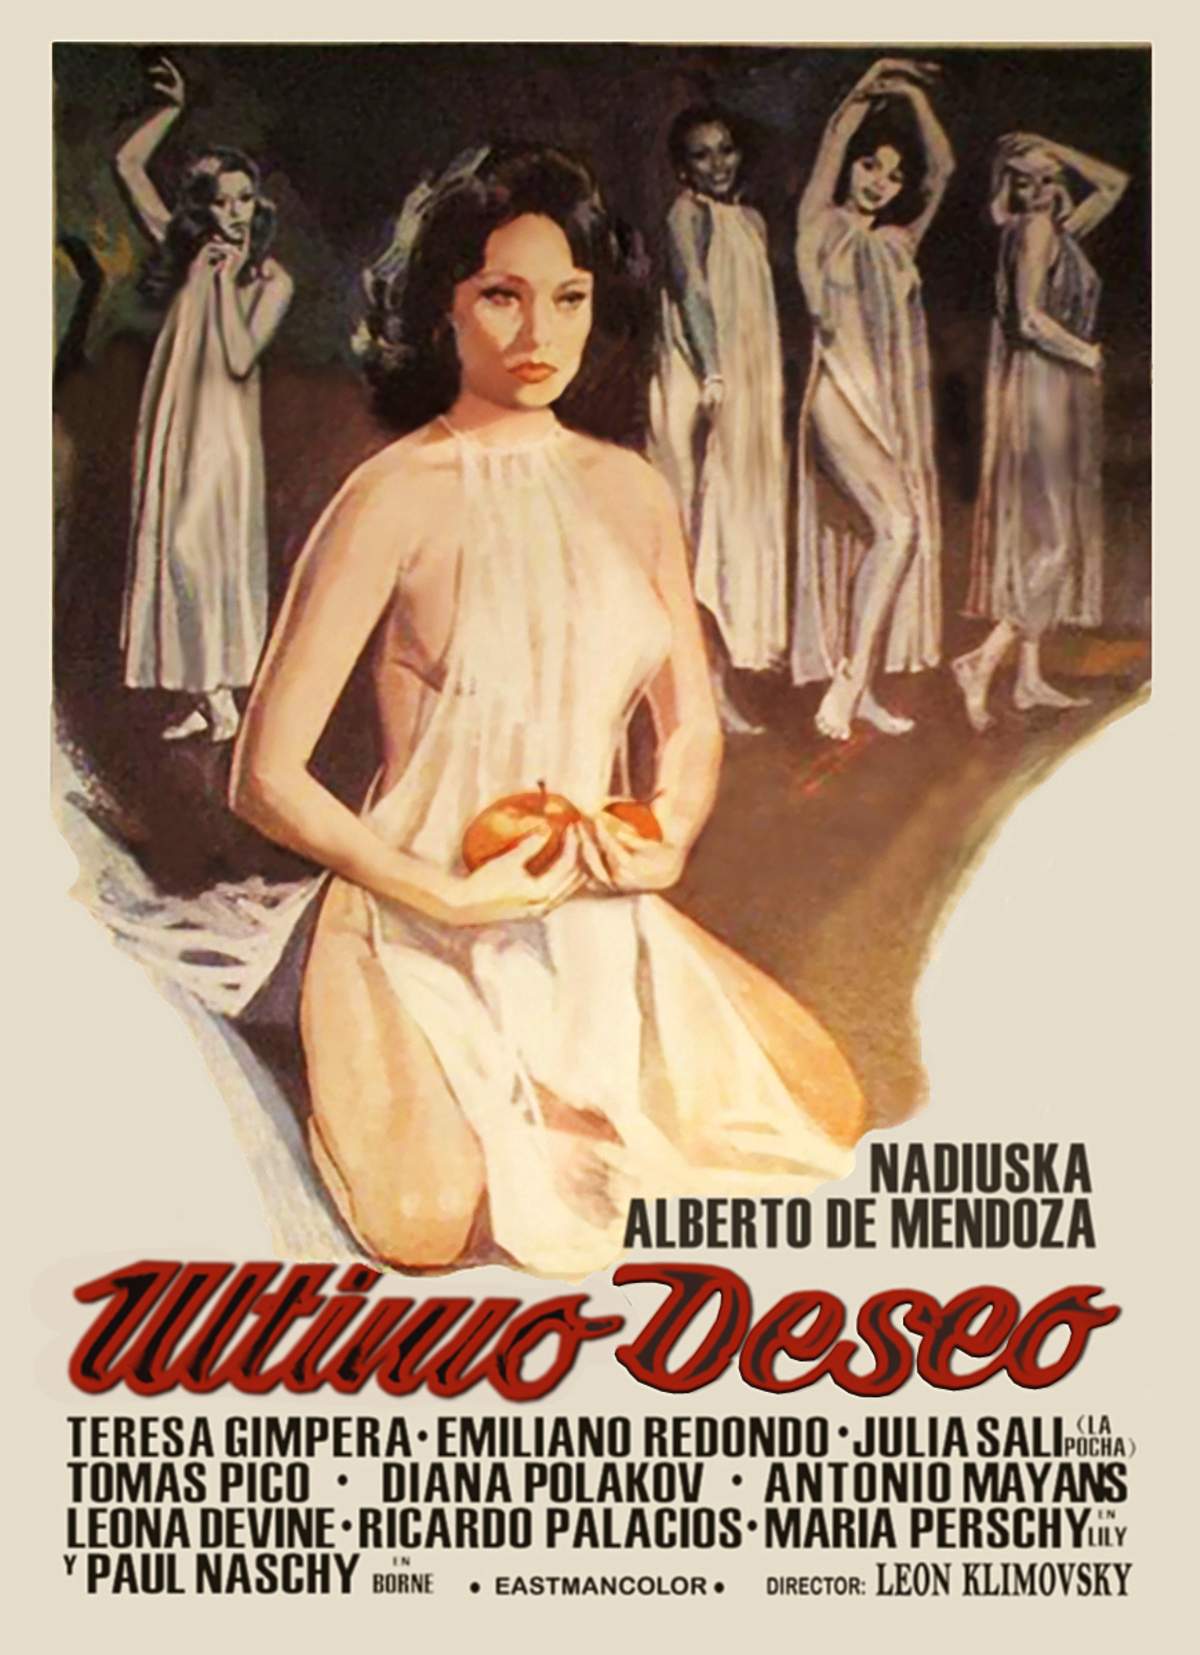 NADIUSKA
ALBERTO DE MENDOZA
Ultimo Deseo
TERESA GIMPERA • EMILIANO REDONDO • JULIA SALI (LA POCHA)
TOMAS PICO • DIANA POLAKOV • ANTONIO MAYANS
LEONA DEVINE • RICARDO PALACIOS • MARIA PERSCHY EN LILY
Y PAUL NASCHY EN BORNE • EASTMANCOLOR • DIRECTOR: LEON KLIMOVSKY